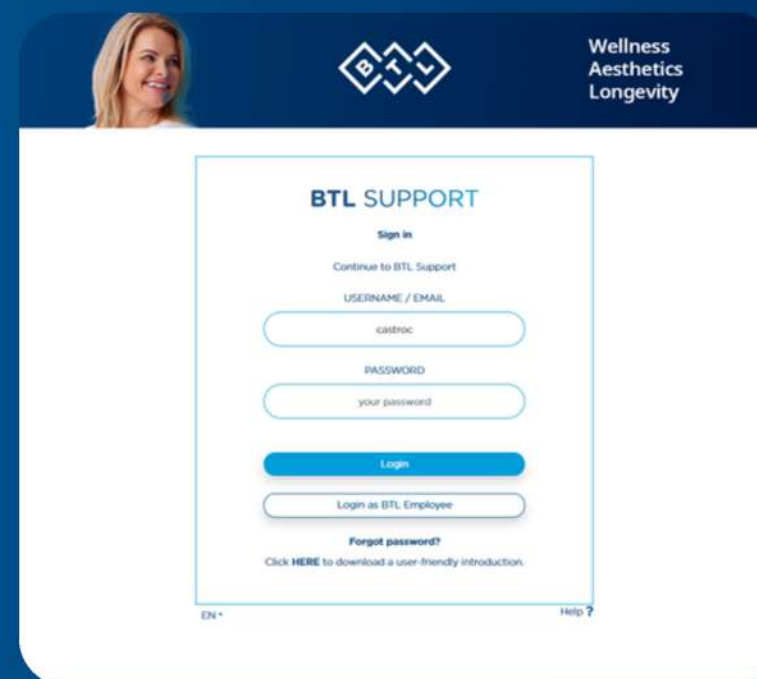 BTL
Wellness
Aesthetics
Longevity
BTL SUPPORT
Sign in
Continue to BTL Support
USERNAME / EMAIL
castroc
PASSWORD
your password
Login
Login as BTL Employee
Forgot password?
Click HERE to download a user-friendly introduction.
EN
Help ?